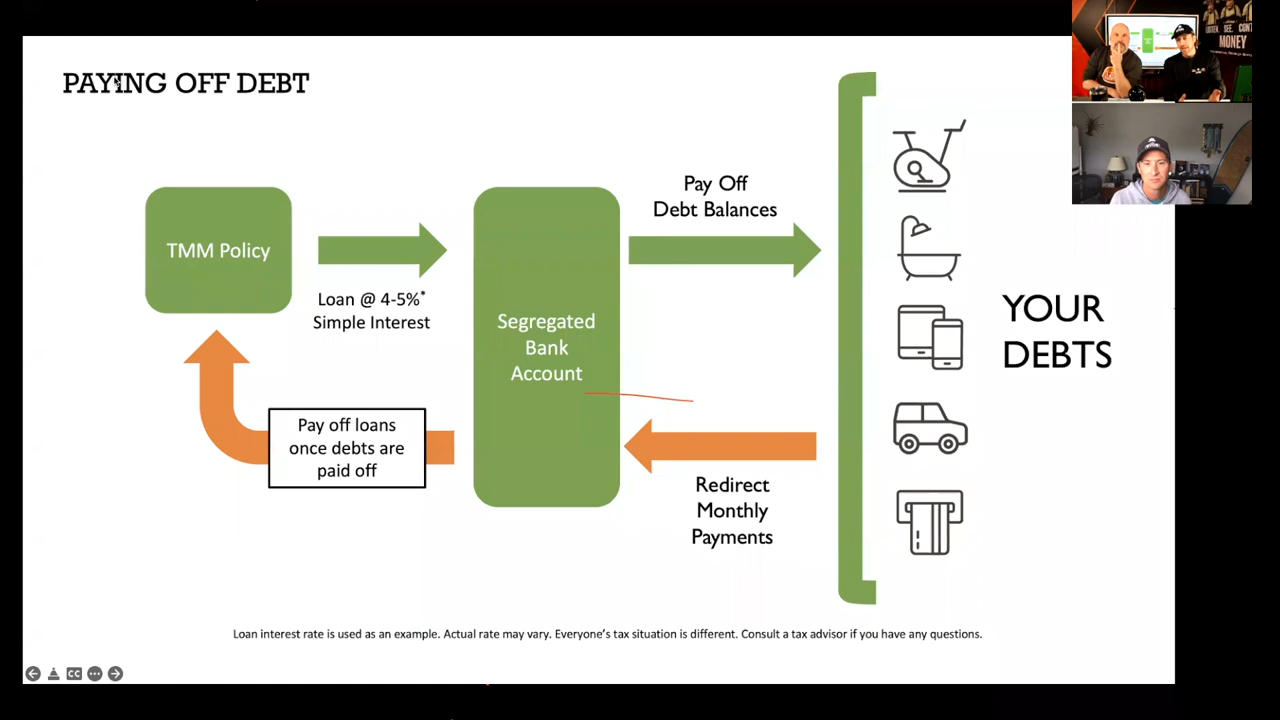 PAYING OFF DEBT
TMM Policy
Loan @ 4-5%*
Simple Interest
Segregated
Bank
Account
Pay Off
Debt Balances
YOUR
DEBTS
Pay off loans
once debts are
paid off
Redirect
Monthly
Payments
Loan interest rate is used as an example. Actual rate may vary. Everyone's tax situation is different. Consult a tax advisor if you have any questions.
CC
MONEY